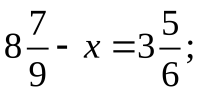 8 7/9 - x = 3 5/6;